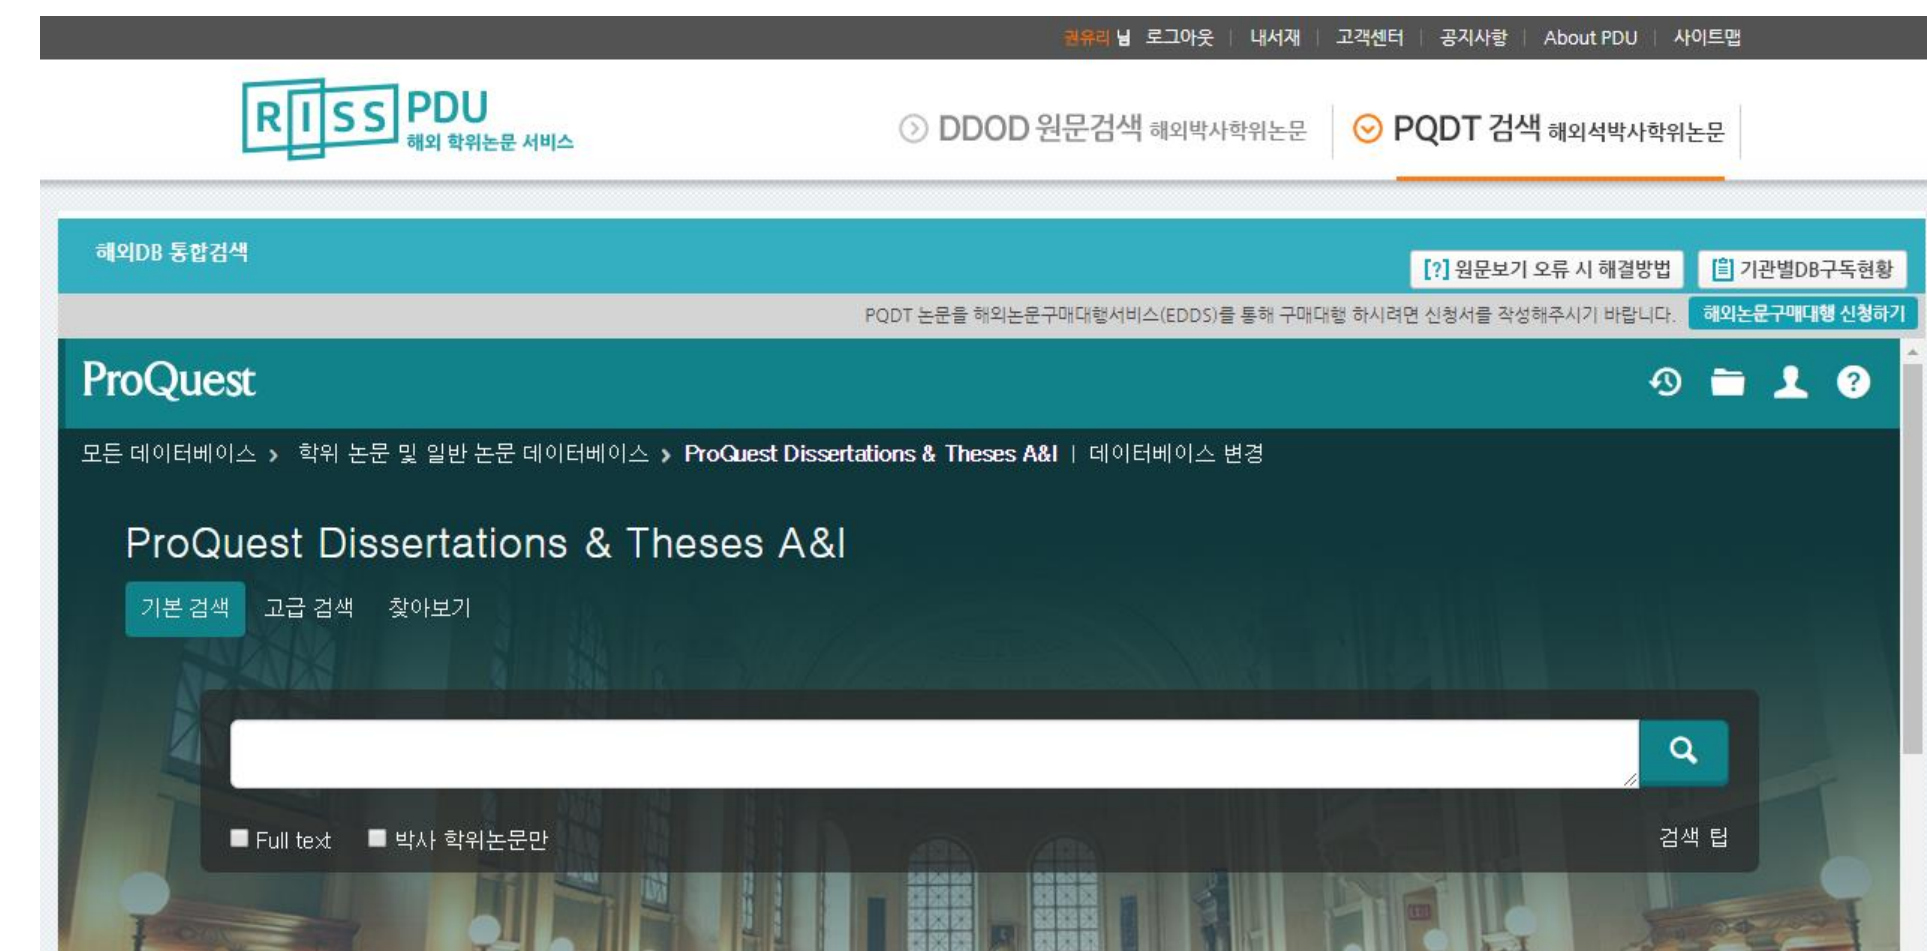 권유리 님 로그아웃 | 내서재 | 고객센터 | 공지사항 | About PDU | 사이트맵
RISS PDU
해외 학위논문 서비스
DDOD 원문검색 해외박사학위논문
PQDT 검색 해외석박사학위논문
해외DB 통합검색
[?] 원문보기 오류 시 해결방법
기관별DB구독현황
PQDT 논문을 해외논문구매대행서비스(EDDS)를 통해 구매대행 하시려면 신청서를 작성해주시기 바랍니다.
해외논문구매대행 신청하기
ProQuest
모든 데이터베이스 > 학위 논문 및 일반 논문 데이터베이스 > ProQuest Dissertations & Theses A&I | 데이터베이스 변경
ProQuest Dissertations & Theses A&I
기본 검색 고급 검색 찾아보기
Full text 박사 학위논문만
검색 팁